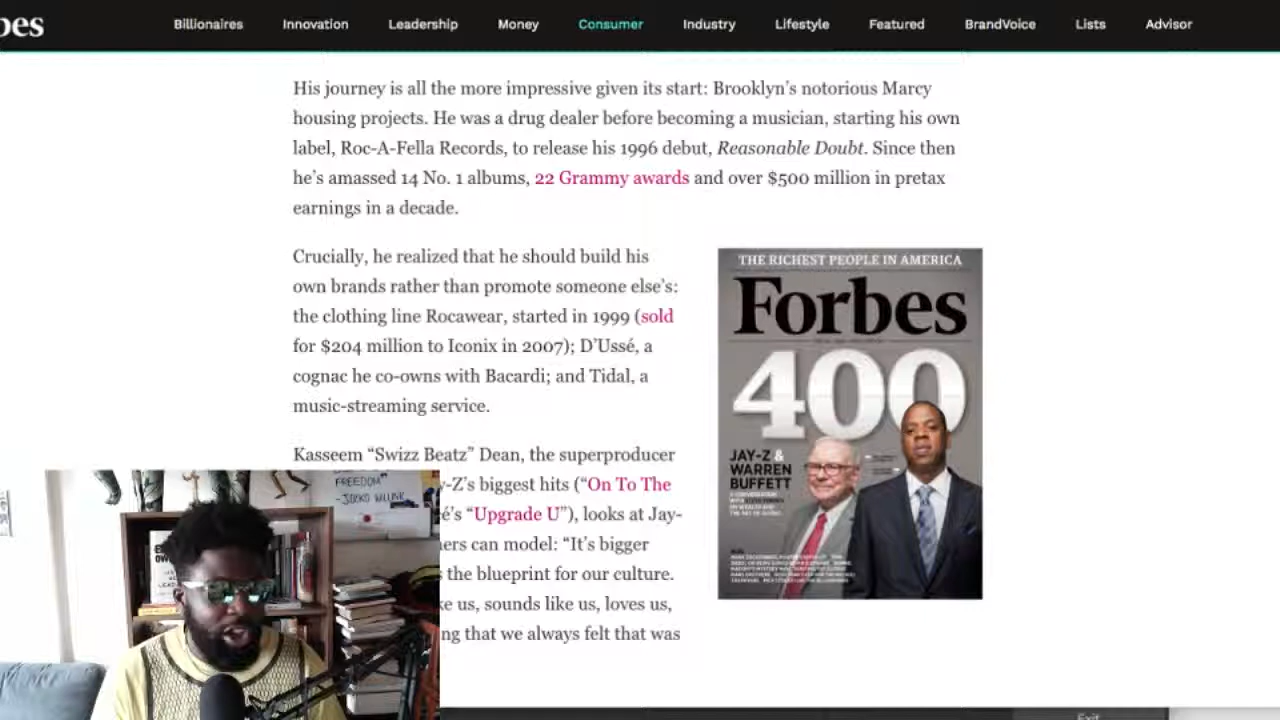 bes
Billionaires Innovation Leadership Money Consumer Industry Lifestyle Featured BrandVoice Lists Advisor
His journey is all the more impressive given its start: Brooklyn's notorious Marcy
housing projects. He was a drug dealer before becoming a musician, starting his own
label, Roc-A-Fella Records, to release his 1996 debut, Reasonable Doubt. Since then
he's amassed 14 No. 1 albums, 22 Grammy awards and over $500 million in pretax
earnings in a decade.
Crucially, he realized that he should build his
own brands rather than promote someone else's:
the clothing line Rocawear, started in 1999 (sold
for $204 million to Iconix in 2007); D'Ussé, a
cognac he co-owns with Bacardi; and Tidal, a
music-streaming service.
Kasseem “Swizz Beatz” Dean, the superproducer
y-Z's biggest hits (“On To The
é's “Upgrade U”), looks at Jay-
ers can model: “It's bigger
s the blueprint for our culture.
ke us, sounds like us, loves us,
ng that we always felt that was
THE RICHEST PEOPLE IN AMERICA
Forbes
400
JAY-Z &
WARREN
BUFFETT
FREEDOM”
-JOCKO WILLINK
Exit